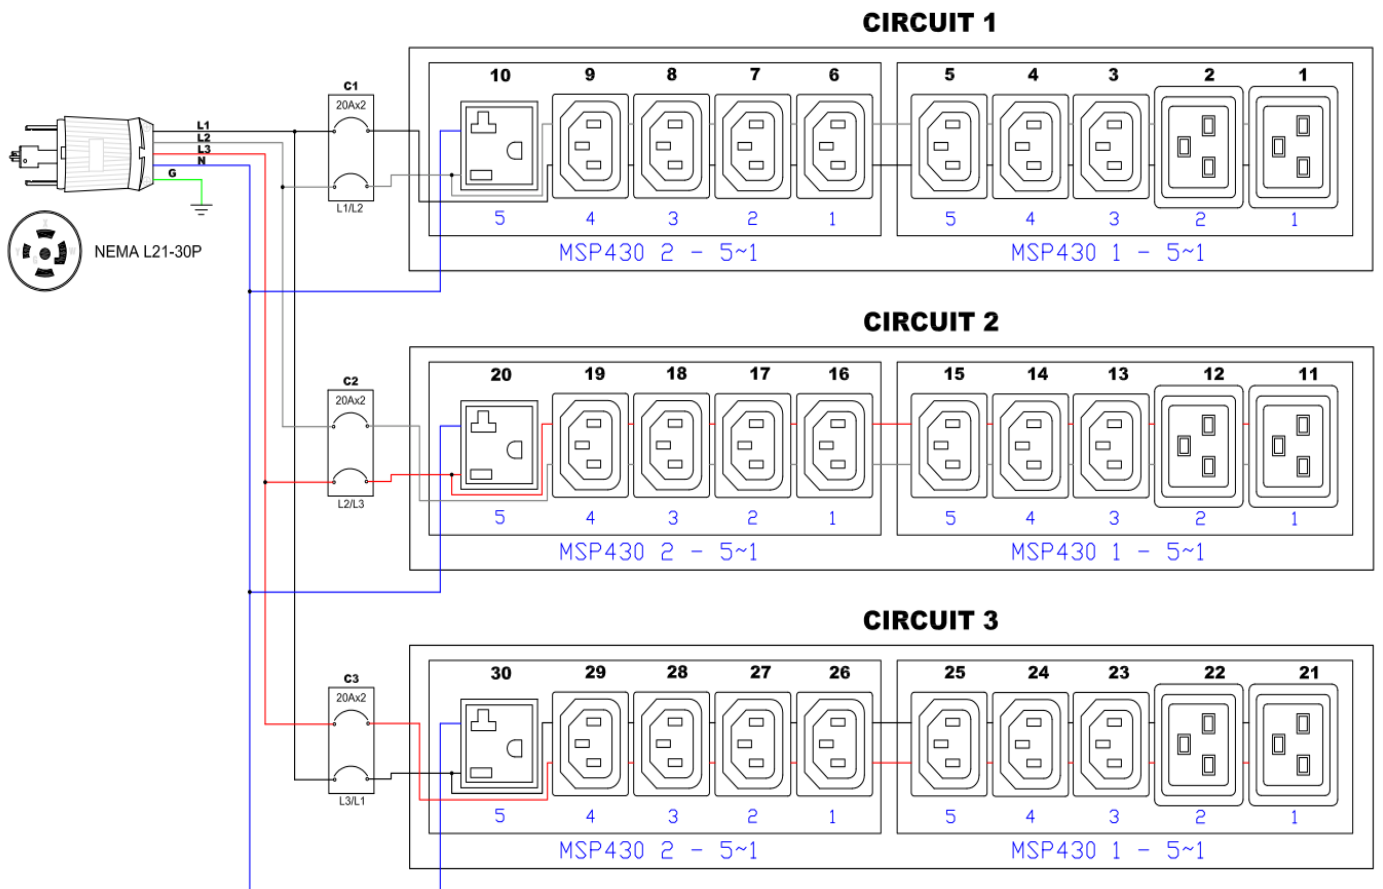 CIRCUIT 1
10 9 8 7 6 5 4 3 2 1
C1
20Ax2
L1
L2
L3
N
G
L1/L2
5 4 3 2 1 5 4 3 2 1
MSP430 2 - 5~1 MSP430 1 - 5~1
NEMA L21-30P
CIRCUIT 2
20 19 18 17 16 15 14 13 12 11
C2
20Ax2
L2/L3
5 4 3 2 1 5 4 3 2 1
MSP430 2 - 5~1 MSP430 1 - 5~1
CIRCUIT 3
30 29 28 27 26 25 24 23 22 21
C3
20Ax2
L3/L1
5 4 3 2 1 5 4 3 2 1
MSP430 2 - 5~1 MSP430 1 - 5~1